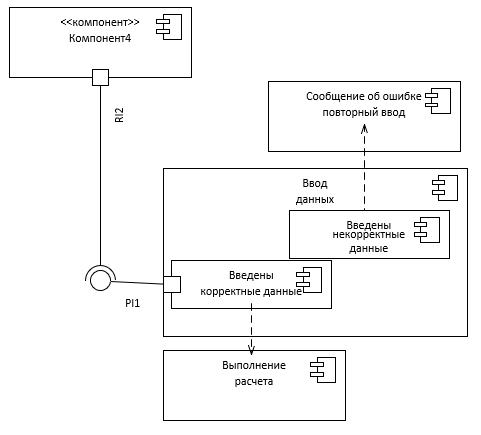 <<компонент>>
Компонент4
RI2
Сообщение об ошибке
повторный ввод
Ввод
данных
Введены
некорректные
данные
Введены
корректные данные
PI1
Выполнение
расчета